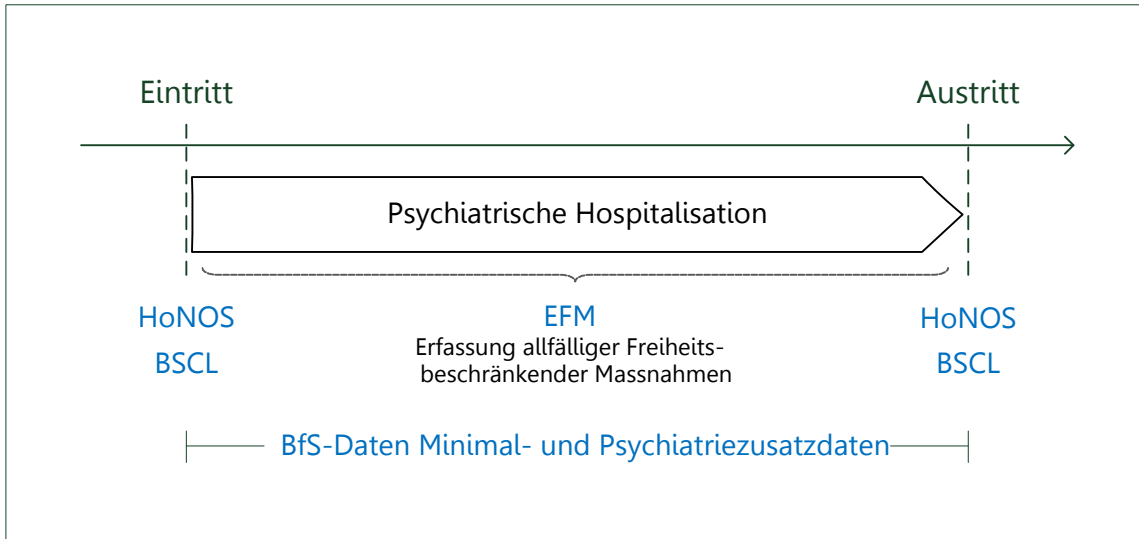 Eintritt
Austritt
Psychiatrische Hospitalisation
HoNOS
BSCL
EFM
Erfassung allfälliger Freiheits-
beschränkender Massnahmen
HoNOS
BSCL
BfS-Daten Minimal- und Psychiatriezusatzdaten